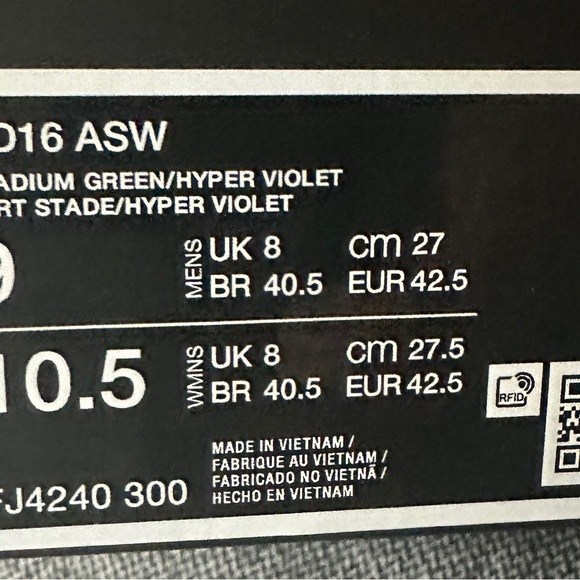 D16 ASW
ADIUM GREEN/HYPER VIOLET
RT STADE/HYPER VIOLET
9
MENS
UK 8 cm 27
BR 40.5 EUR 42.5
10.5
WMNS
UK 8 cm 27.5
BR 40.5 EUR 42.5
RFID
MADE IN VIETNAM /
FABRIQUE AU VIETNAM /
FABRICADO NO VIETNÃ /
HECHO EN VIETNAM
FJ4240 300